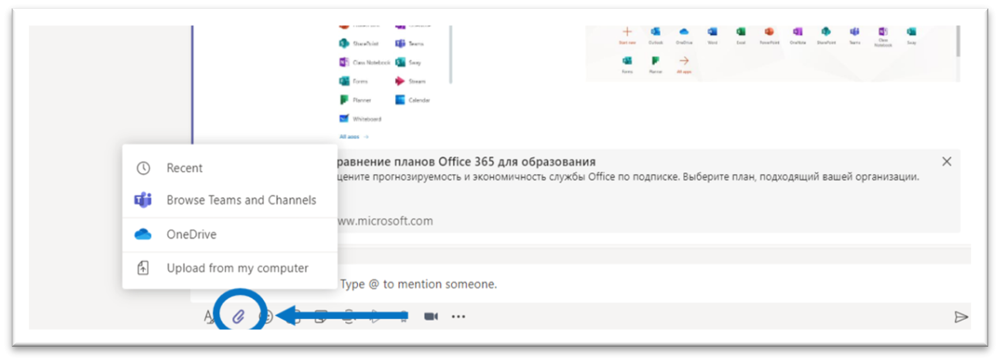 SharePoint
Teams
Class Notebook
Sway
Forms
Stream
Planner
Calendar
Whiteboard
All apps →
Start new
Outlook
OneDrive
Word
Excel
PowerPoint
OneNote
SharePoint
Teams
Class
Notebook
Sway
Forms
Planner
All apps
равнение планов Office 365 для образования
цените прогнозируемость и экономичность службы Office по подписке. Выберите план, подходящий вашей организации.
ww.microsoft.com
Recent
Browse Teams and Channels
OneDrive
Upload from my computer
Type @ to mention someone.